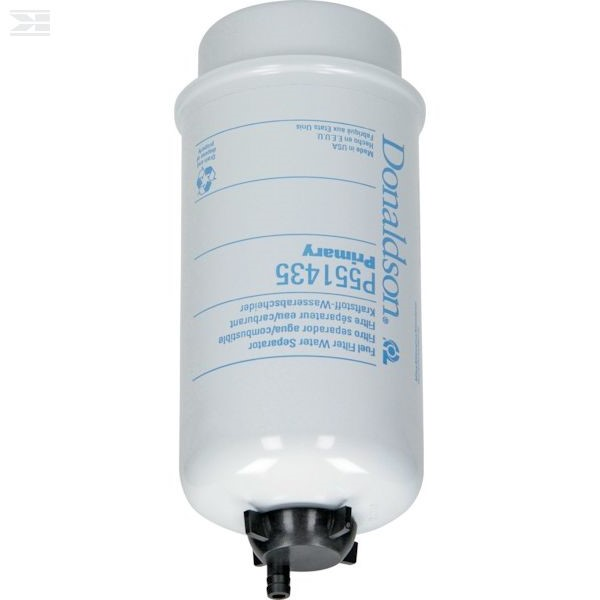 Donaldson®
Fuel Filter Water Separator
Filtro separador agua/combustible
Filtre séparateur eau/carburant
Kraftstoff-Wasserabscheider
P551435
Primary
Made in USA
Hecho en E.E.U.U
Fabriqué aux Etats Unis